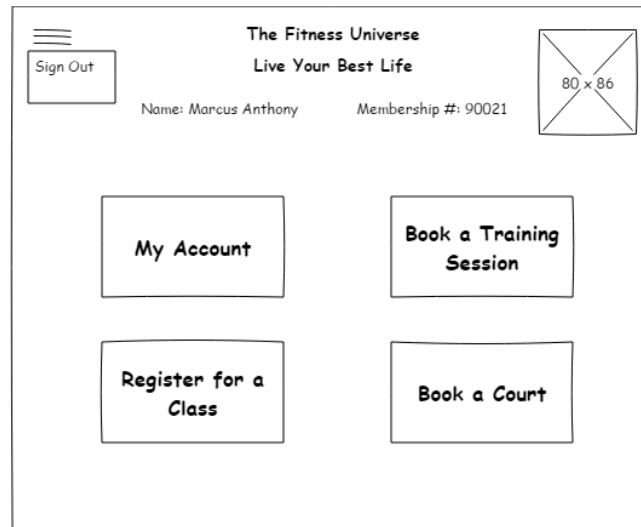 The Fitness Universe
Sign Out
Live Your Best Life
80 x 86
Name: Marcus Anthony
Membership #: 90021
My Account
Book a Training
Session
Register for a
Class
Book a Court